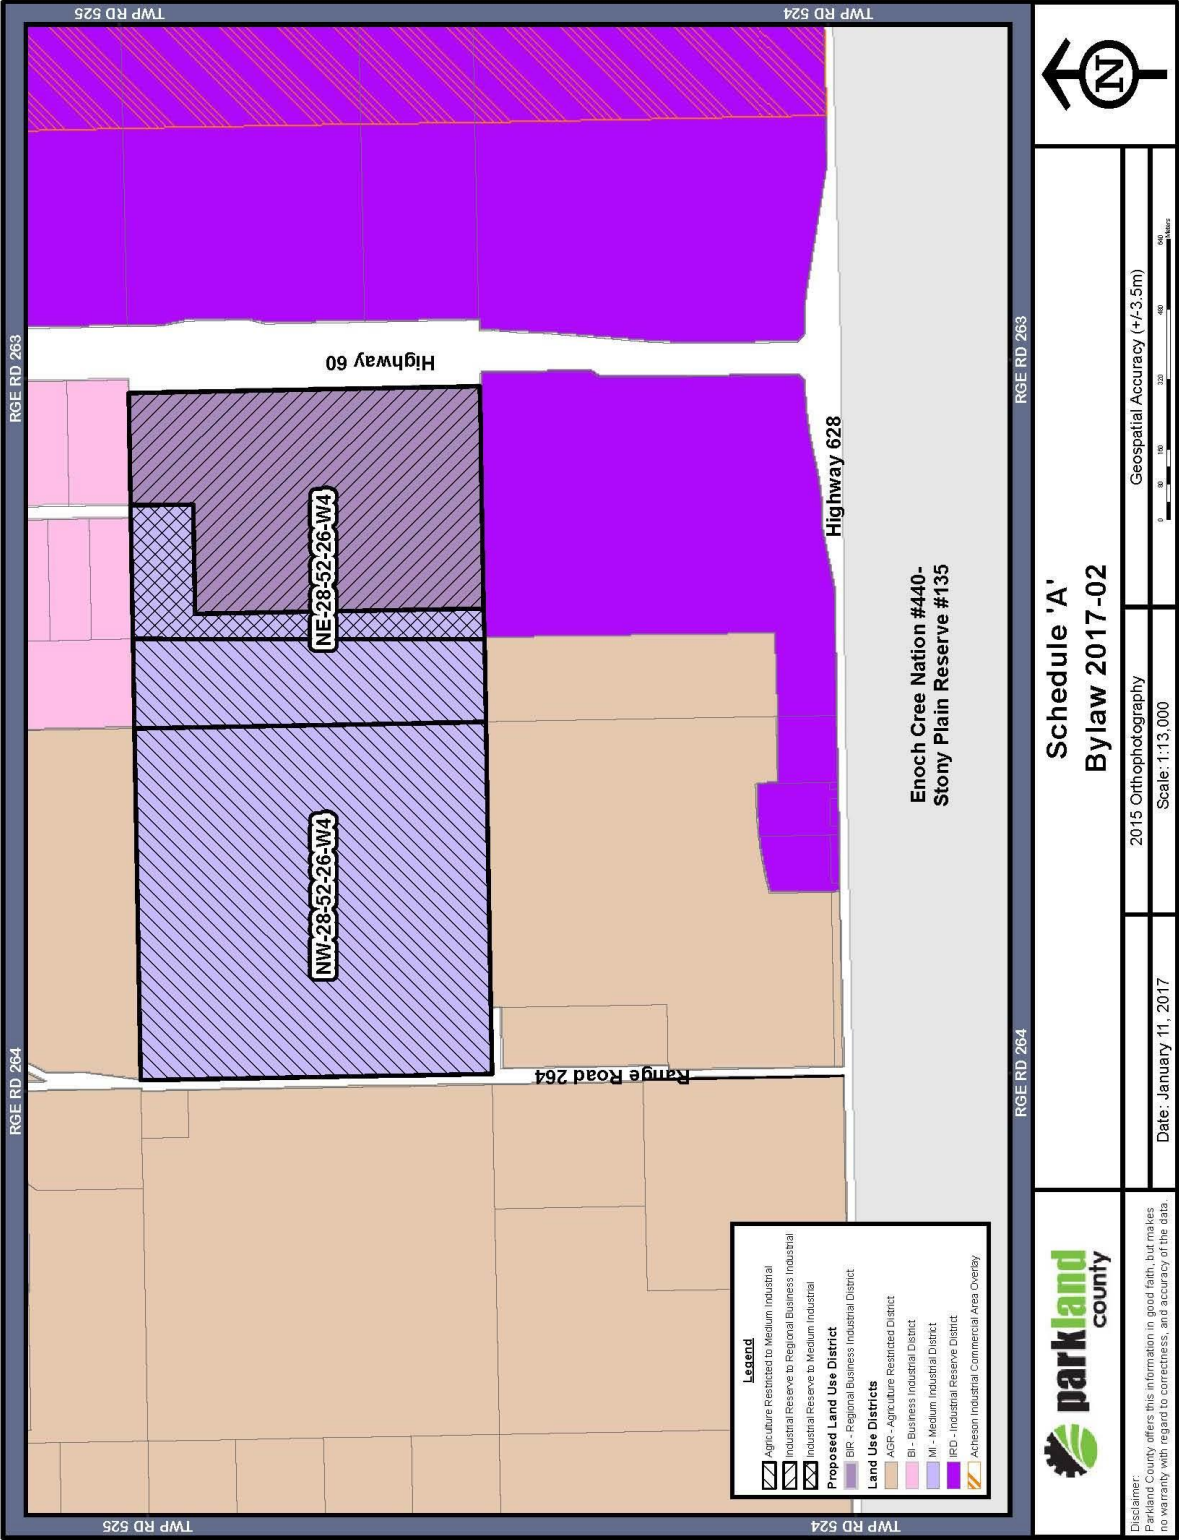 RGE RD 264
RGE RD 263
TWP RD 525
TWP RD 525
Highway 60
NW-28-52-26-W4
NE-28-52-26-W4
Range Road 264
Highway 628
Enoch Cree Nation #440-
Stony Plain Reserve #135
TWP RD 524
TWP RD 524
RGE RD 264
RGE RD 263
Legend
Agriculture Restricted to Medium Industrial
Industrial Reserve to Regional Business Industrial
Industrial Reserve to Medium Industrial
Proposed Land Use District
BIR - Regional Business Industrial District
Land Use Districts
AGR - Agriculture Restricted District
BI - Business Industrial District
MI - Medium Industrial District
IRD - Industrial Reserve District
Acheson Industrial Commercial Area Overlay
parkland
county
Disclaimer:
Parkland County offers this information in good faith, but makes
no warranty with regard to correctness, and accuracy of the data.
Schedule 'A'
Bylaw 2017-02
2015 Orthophotography
Geospatial Accuracy (+/-3.5m)
Date: January 11, 2017
Scale: 1:13,000
0 80 160 320 480 640
Meters
N